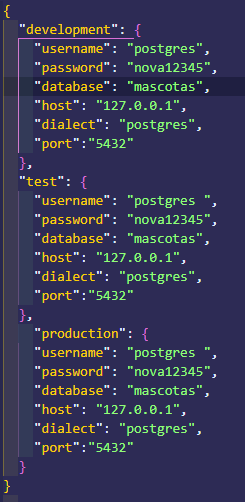 {
"development": {
"username": "postgres",
"password": "nova12345",
"database": "mascotas",
"host": "127.0.0.1",
"dialect": "postgres",
"port":"5432"
},
"test": {
"username": "postgres ",
"password": "nova12345",
"database": "mascotas",
"host": "127.0.0.1",
"dialect": "postgres",
"port":"5432"
},
"production": {
"username": "postgres ",
"password": "nova12345",
"database": "mascotas",
"host": "127.0.0.1",
"dialect": "postgres",
"port":"5432"
}
}